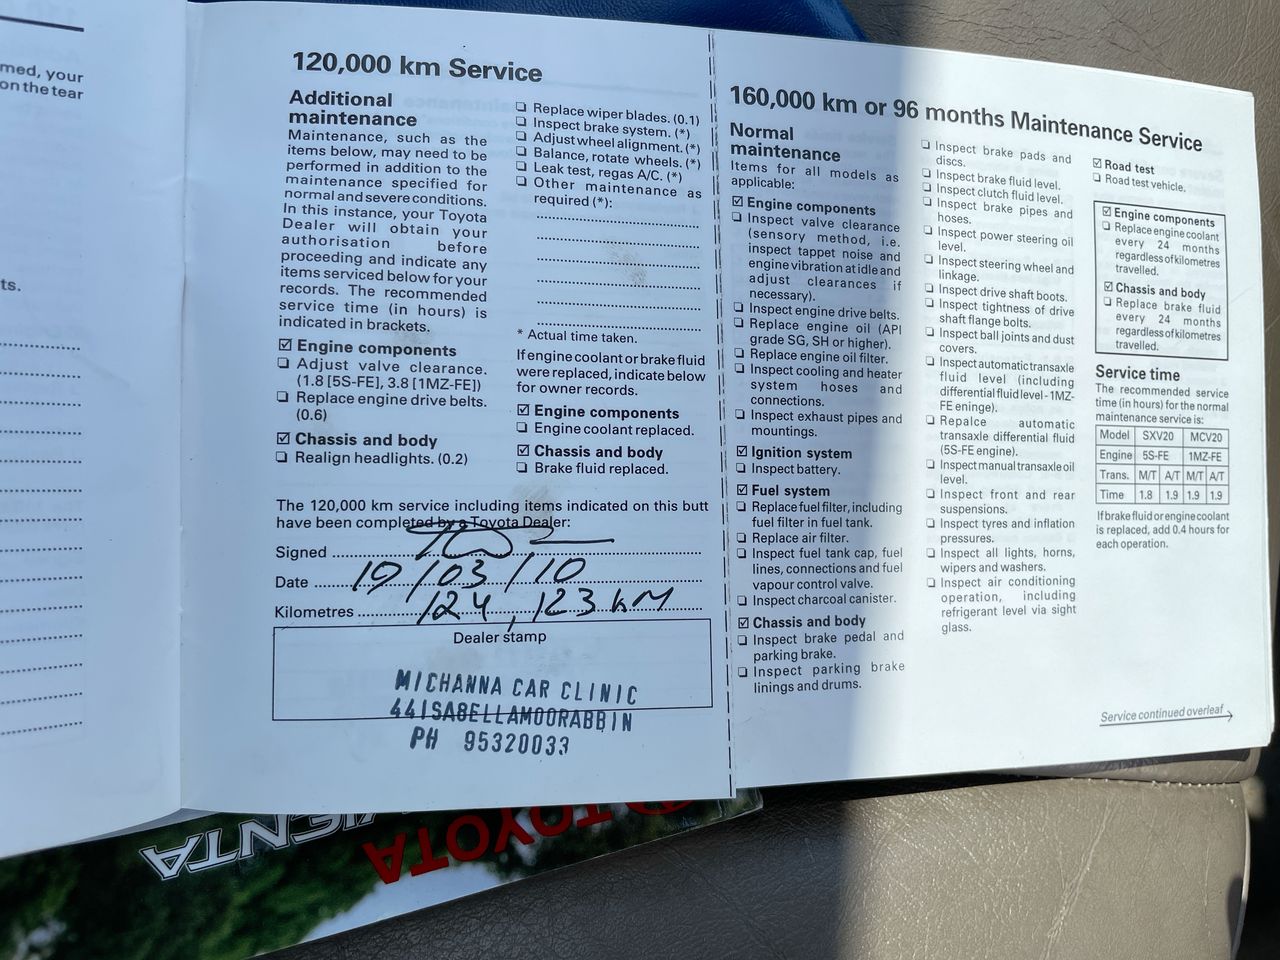 med, your
on the tear
ts.
120,000 km Service
Additional
maintenance
Maintenance, such as the
items below, may need to be
performed in addition to the
maintenance specified for
normal and severe conditions.
In this instance, your Toyota
Dealer will obtain your
authorisation before
proceeding and indicate any
items serviced below for your
records. The recommended
service time (in hours) is
indicated in brackets.
☑ Engine components
❏ Adjust valve clearance.
(1.8 [5S-FE], 3.8 [1MZ-FE])
❏ Replace engine drive belts.
(0.6)
☑ Chassis and body
❏ Realign headlights. (0.2)
❏ Replace wiper blades. (0.1)
❏ Inspect brake system. (*)
❏ Adjust wheel alignment. (*)
❏ Balance, rotate wheels. (*)
❏ Leak test, regas A/C. (*)
❏ Other maintenance as
required (*):
* Actual time taken.
If engine coolant or brake fluid
were replaced, indicate below
for owner records.
☑ Engine components
❏ Engine coolant replaced.
☑ Chassis and body
❏ Brake fluid replaced.
The 120,000 km service including items indicated on this butt
have been completed by a Toyota Dealer:
Signed
Date 19/03/10
Kilometres 124,123 KM
Dealer stamp
MICHANNA CAR CLINIC
44 ISABELLA MOORABBIN
PH 95320033
160,000 km or 96 months Maintenance Service
Normal
maintenance
Items for all models as
applicable:
☑ Engine components
❏ Inspect valve clearance
(sensory method, i.e.
inspect tappet noise and
engine vibration at idle and
adjust clearances if
necessary).
❏ Inspect engine drive belts.
❏ Replace engine oil (API
grade SG, SH or higher).
❏ Replace engine oil filter.
❏ Inspect cooling and heater
system hoses and
connections.
❏ Inspect exhaust pipes and
mountings.
☑ Ignition system
❏ Inspect battery.
☑ Fuel system
❏ Replace fuel filter, including
fuel filter in fuel tank.
❏ Replace air filter.
❏ Inspect fuel tank cap, fuel
lines, connections and fuel
vapour control valve.
❏ Inspect charcoal canister.
☑ Chassis and body
❏ Inspect brake pedal and
parking brake.
❏ Inspect parking brake
linings and drums.
❏ Inspect brake pads and
discs.
❏ Inspect brake fluid level.
❏ Inspect clutch fluid level.
❏ Inspect brake pipes and
hoses.
❏ Inspect power steering oil
level.
❏ Inspect steering wheel and
linkage.
❏ Inspect drive shaft boots.
❏ Inspect tightness of drive
shaft flange bolts.
❏ Inspect ball joints and dust
covers.
❏ Inspect automatic transaxle
fluid level (including
differential fluid level - 1MZ-
FE eninge).
❏ Repalce automatic
transaxle differential fluid
(5S-FE engine).
❏ Inspect manual transaxle oil
level.
❏ Inspect front and rear
suspensions.
❏ Inspect tyres and inflation
pressures.
❏ Inspect all lights, horns,
wipers and washers.
❏ Inspect air conditioning
operation, including
refrigerant level via sight
glass.
☑ Road test
❏ Road test vehicle.
☑ Engine components
❏ Replace engine coolant
every 24 months
regardless of kilometres
travelled.
☑ Chassis and body
❏ Replace brake fluid
every 24 months
regardless of kilometres
travelled.
Service time
The recommended service
time (in hours) for the normal
maintenance service is:
Model SXV20 MCV20
Engine 5S-FE 1MZ-FE
Trans. M/T A/T M/T A/T
Time 1.8 1.9 1.9 1.9
If brake fluid or engine coolant
is replaced, add 0.4 hours for
each operation.
Service continued overleaf
TOYOTA